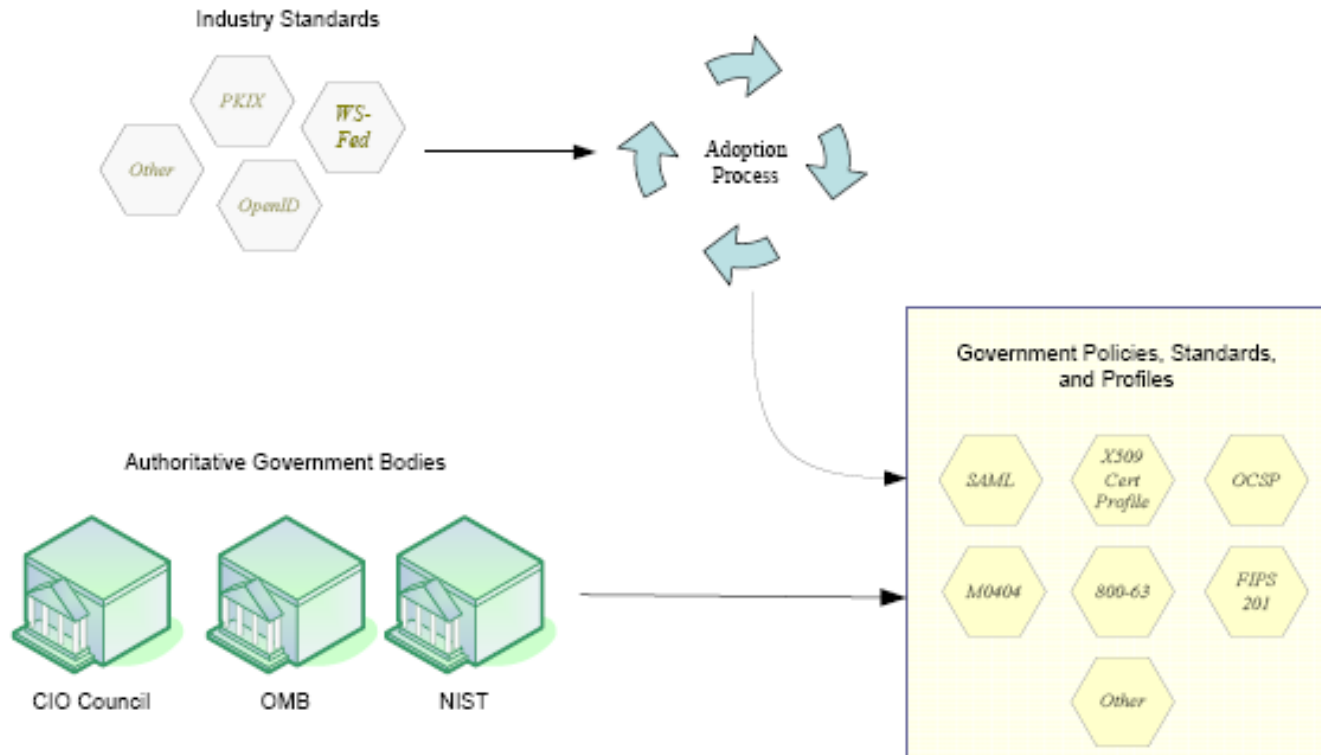 Industry Standards
PKIX
WS-
Fed
Other
OpenID
Adoption
Process
Government Policies, Standards,
and Profiles
SAML
X509
Cert
Profile
OCSP
M0404
800-63
FIPS
201
Other
Authoritative Government Bodies
CIO Council
OMB
NIST